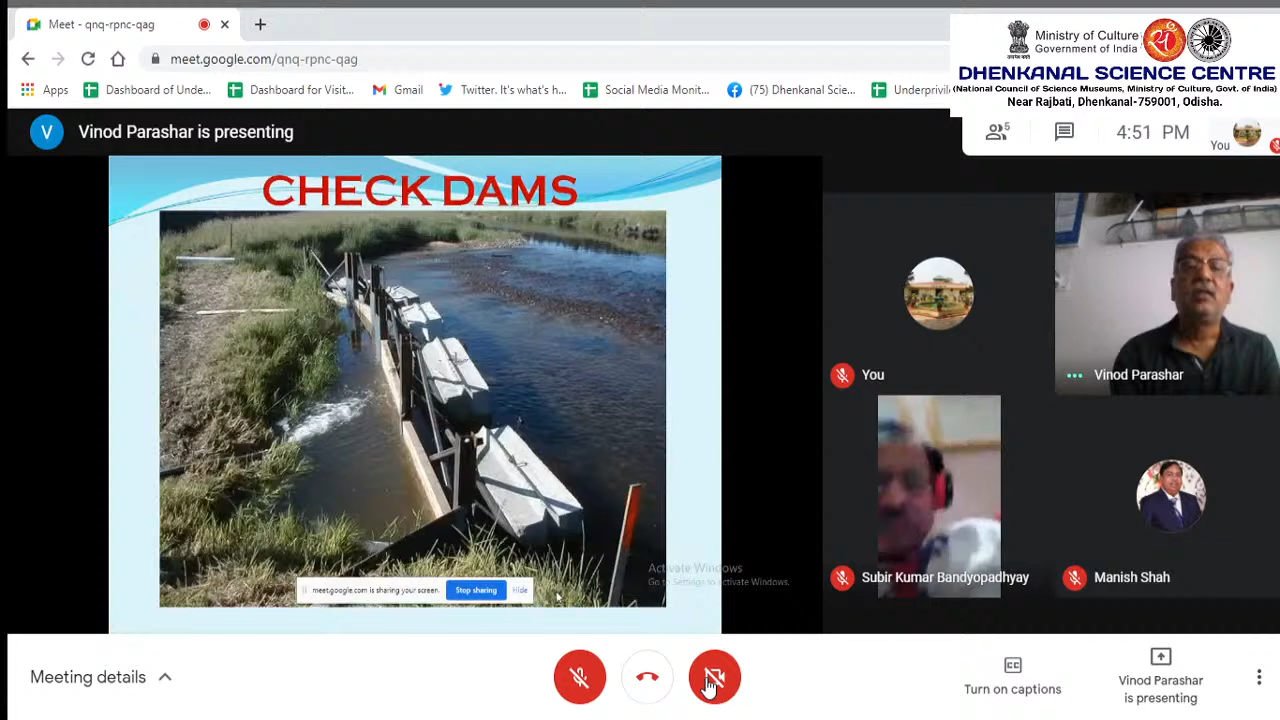 Meet - qnq-rpnc-qag
meet.google.com/qnq-rpnc-qag
Apps
Dashboard of Unde...
Dashboard for Visit...
Gmail
Twitter. It's what's h...
Social Media Monit...
(75) Dhenkanal Scie...
Underprivile
Ministry of Culture
Government of India
DHENKANAL SCIENCE CENTRE
(National Council of Science Museums, Ministry of Culture, Govt. of India)
Near Rajbati, Dhenkanal-759001, Odisha.
V
Vinod Parashar is presenting
5
4:51 PM
You
CHECK DAMS
You
Vinod Parashar
Subir Kumar Bandyopadhyay
Manish Shah
Activate Windows
Go to Settings to activate Windows.
meet.google.com is sharing your screen.
Stop sharing
Hide
Meeting details
CC
Turn on captions
Vinod Parashar
is presenting